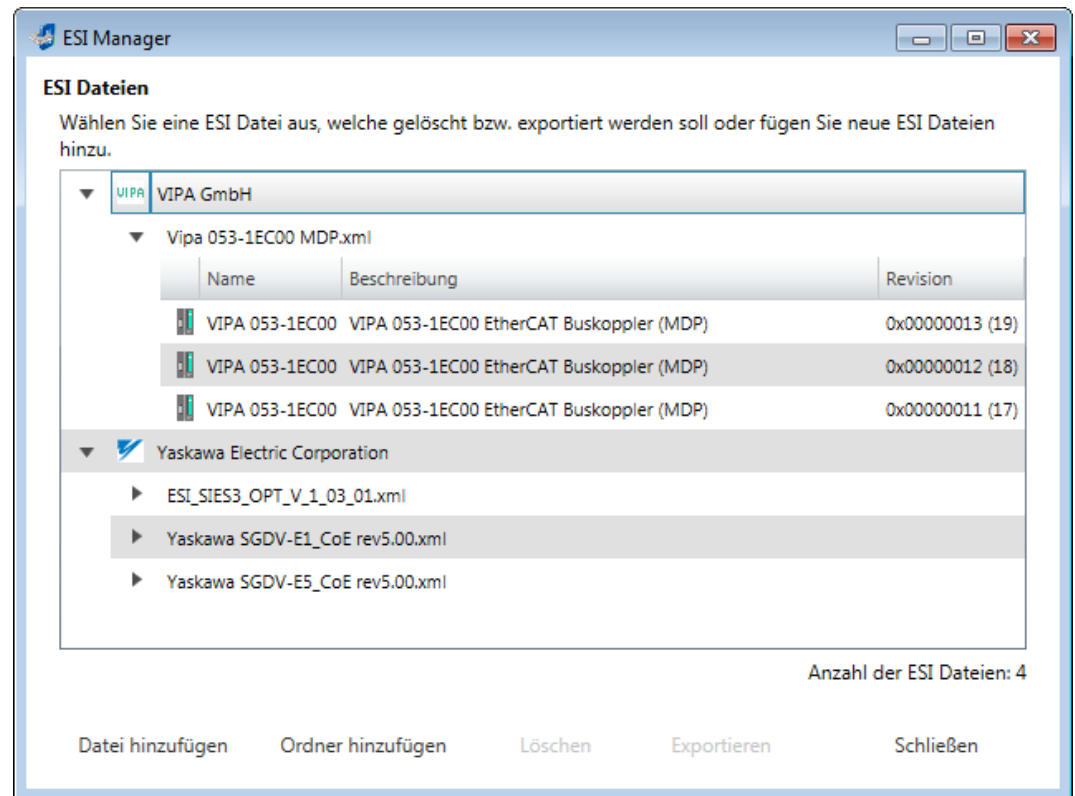 ESI Manager
ESI Dateien
Wählen Sie eine ESI Datei aus, welche gelöscht bzw. exportiert werden soll oder fügen Sie neue ESI Dateien
hinzu.
VIPA VIPA GmbH
Vipa 053-1EC00 MDP.xml
Name Beschreibung Revision
VIPA 053-1EC00 VIPA 053-1EC00 EtherCAT Buskoppler (MDP) 0x00000013 (19)
VIPA 053-1EC00 VIPA 053-1EC00 EtherCAT Buskoppler (MDP) 0x00000012 (18)
VIPA 053-1EC00 VIPA 053-1EC00 EtherCAT Buskoppler (MDP) 0x00000011 (17)
Yaskawa Electric Corporation
ESI_SIES3_OPT_V_1_03_01.xml
Yaskawa SGDV-E1_CoE rev5.00.xml
Yaskawa SGDV-E5_CoE rev5.00.xml
Anzahl der ESI Dateien: 4
Datei hinzufügen Ordner hinzufügen Löschen Exportieren Schließen